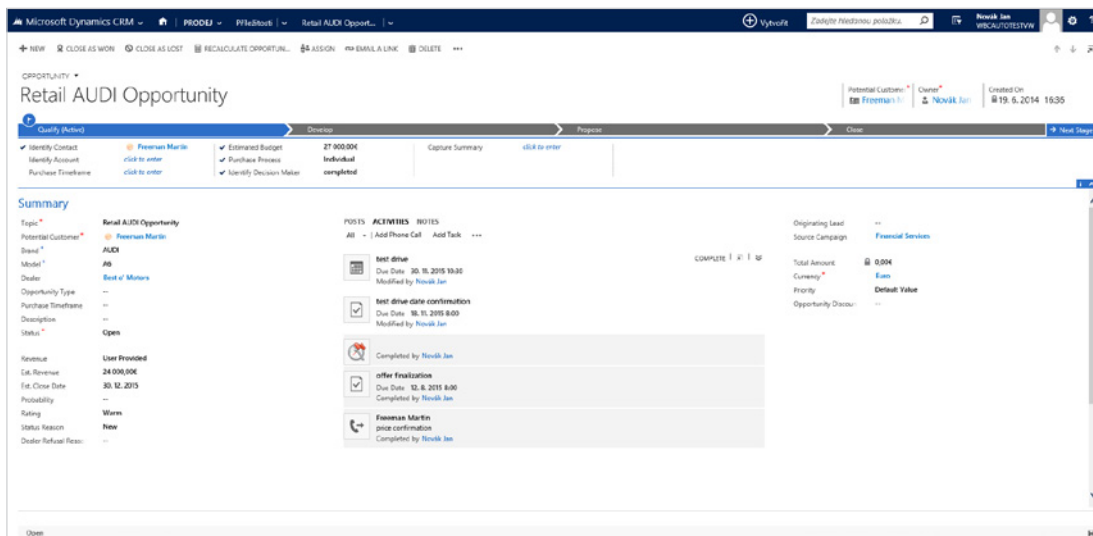 Microsoft Dynamics CRM
PRODEJ
Příležitosti
Retail AUDI Opport...
Vytvořit
Zadejte hledanou položku.
Novák Jan
WBCAUTOTESTVW
NEW
CLOSE AS WON
CLOSE AS LOST
RECALCULATE OPPORTUN...
ASSIGN
EMAIL A LINK
DELETE
OPPORTUNITY
Retail AUDI Opportunity
Potential Customer*
Freeman M
Owner*
Novák Jan
Created On
19. 6. 2014 16:35
Qualify (Active)
Develop
Propose
Close
Next Stage
Identify Contact Freeman Martin
Identify Account click to enter
Purchase Timeframe click to enter
Estimated Budget 27 000,00€
Purchase Process Individual
Identify Decision Maker completed
Capture Summary click to enter
Summary
Topic* Retail AUDI Opportunity
Potential Customer* Freeman Martin
Brand* AUDI
Model* A6
Dealer Best o' Motors
Opportunity Type --
Purchase Timeframe --
Description --
Status* Open
Revenue User Provided
Est. Revenue 24 000,00€
Est. Close Date 30. 12. 2015
Probability --
Rating Warm
Status Reason New
Dealer Refusal Reaso --
POSTS ACTIVITIES NOTES
All | Add Phone Call Add Task ...
test drive
Due Date 30. 11. 2015 10:30
Modified by Novák Jan
COMPLETE
test drive date confirmation
Due Date 18. 11. 2015 8:00
Modified by Novák Jan
Completed by Novák Jan
offer finalization
Due Date 12. 8. 2015 8:00
Completed by Novák Jan
Freeman Martin
price confirmation
Completed by Novák Jan
Originating Lead --
Source Campaign Financial Services
Total Amount 0,00€
Currency* Euro
Priority Default Value
Opportunity Discoun --
Open